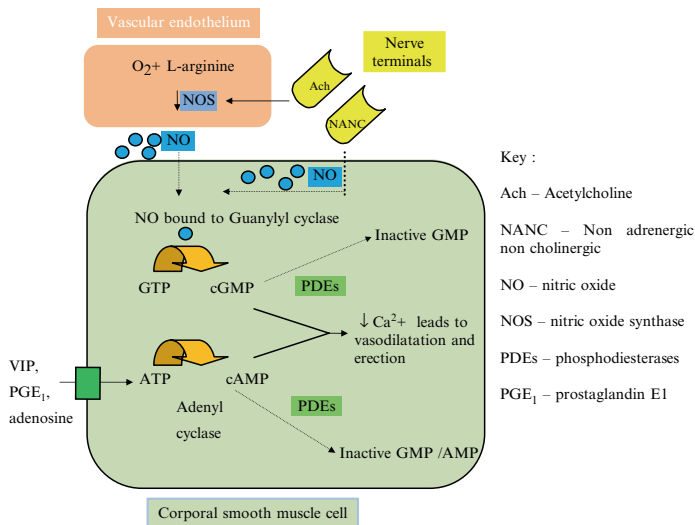 Vascular endothelium
O2+ L-arginine
NOS
NO
Nerve
terminals
Ach
NANC
NO
NO bound to Guanylyl cyclase
GTP
cGMP
PDEs
Inactive GMP
↓ Ca2+ leads to
vasodilatation and
erection
VIP,
PGE1,
adenosine
ATP
cAMP
Adenyl
cyclase
PDEs
Inactive GMP /AMP
Corporal smooth muscle cell
Key :
Ach – Acetylcholine
NANC – Non adrenergic
non cholinergic
NO – nitric oxide
NOS – nitric oxide synthase
PDEs – phosphodiesterases
PGE1 – prostaglandin E1